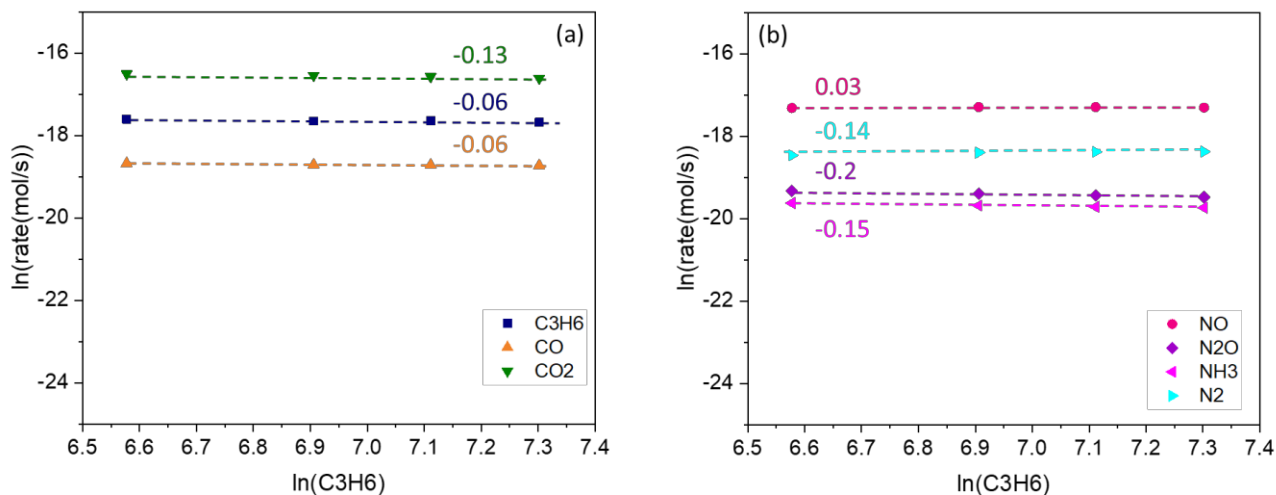 (a)
-16
-18
-20
-22
-24
ln(rate(mol/s))
-0.13
-0.06
-0.06
C3H6
CO
CO2
6.5 6.6 6.7 6.8 6.9 7.0 7.1 7.2 7.3 7.4
ln(C3H6)
(b)
-16
-18
-20
-22
-24
ln(rate(mol/s))
0.03
-0.14
-0.2
-0.15
NO
N2O
NH3
N2
6.5 6.6 6.7 6.8 6.9 7.0 7.1 7.2 7.3 7.4
ln(C3H6)